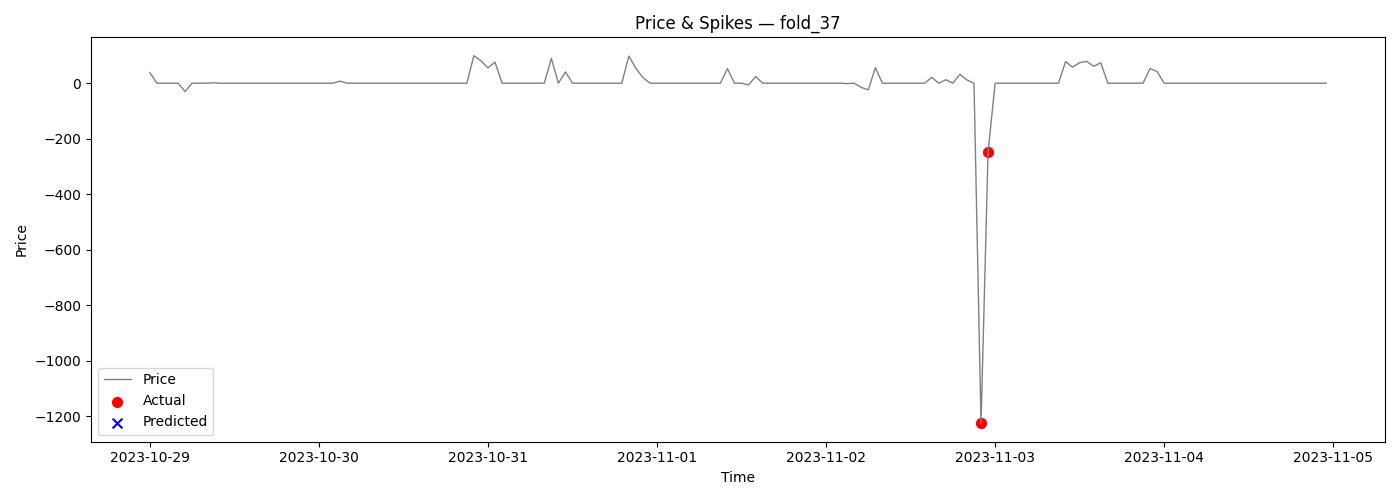 Price & Spikes — fold_37
Price
0
−200
−400
−600
−800
−1000
−1200
Price
Actual
Predicted
2023-10-29 2023-10-30 2023-10-31 2023-11-01 2023-11-02 2023-11-03 2023-11-04 2023-11-05
Time